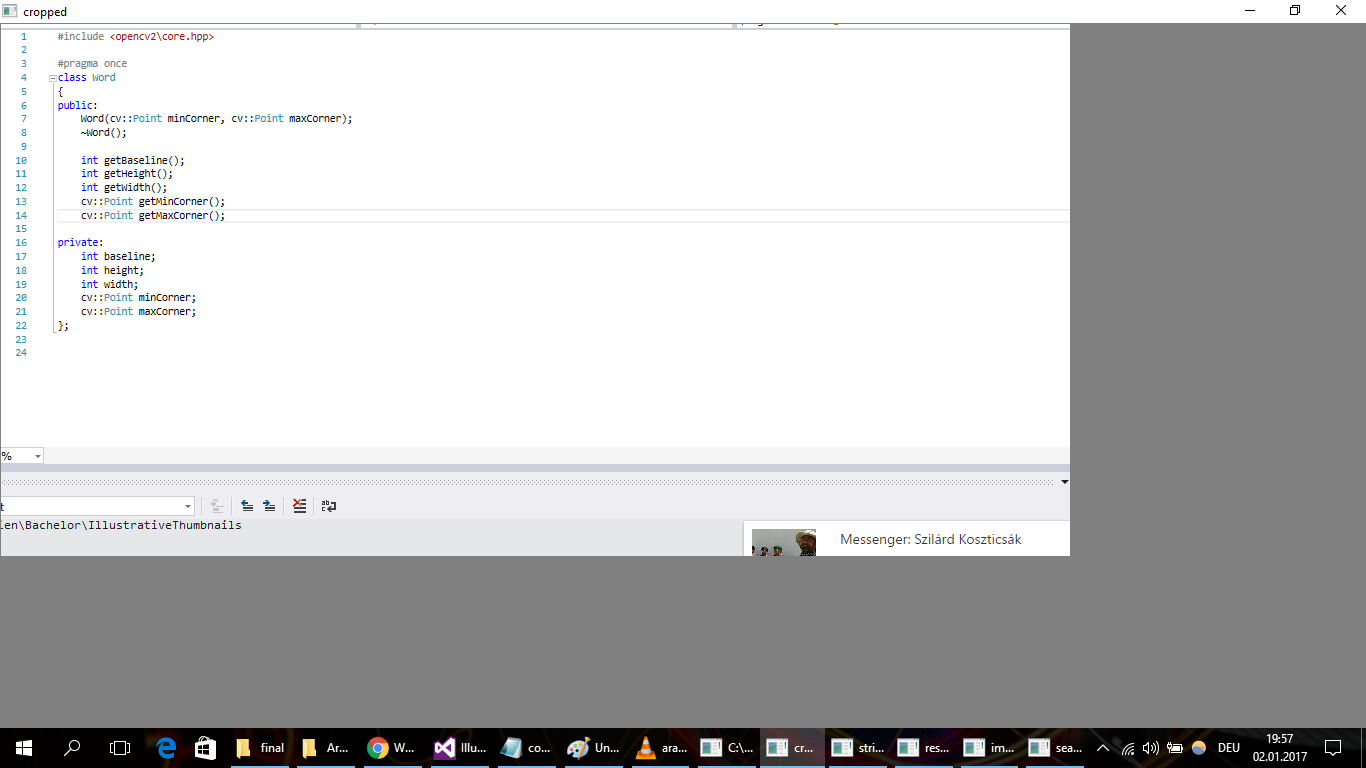 cropped
1 #include <opencv2\core.hpp>
2
3 #pragma once
4 class Word
5 {
6 public:
7 Word(cv::Point minCorner, cv::Point maxCorner);
8 ~Word();
9
10 int getBaseline();
11 int getHeight();
12 int getWidth();
13 cv::Point getMinCorner();
14 cv::Point getMaxCorner();
15
16 private:
17 int baseline;
18 int height;
19 int width;
20 cv::Point minCorner;
21 cv::Point maxCorner;
22 };
23
24
%
t
ien\Bachelor\IllustrativeThumbnails
Messenger: Szilárd Koszticsák
final Ar... W... Illu... co... Un... ara... C:\... cr... stri... res... im... sea... DEU 19:57
02.01.2017